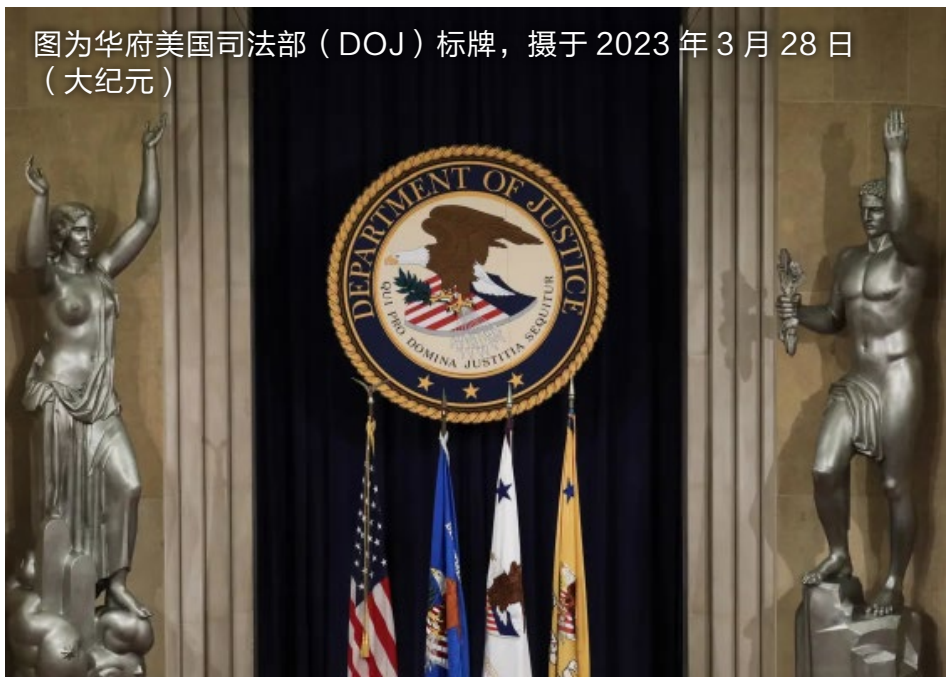 图为华府美国司法部（DOJ）标牌，摄于 2023 年 3 月 28 日
（大纪元）
DEPARTMENT OF JUSTICE
QUI PRO DOMINA JUSTITIA SEQUITUR